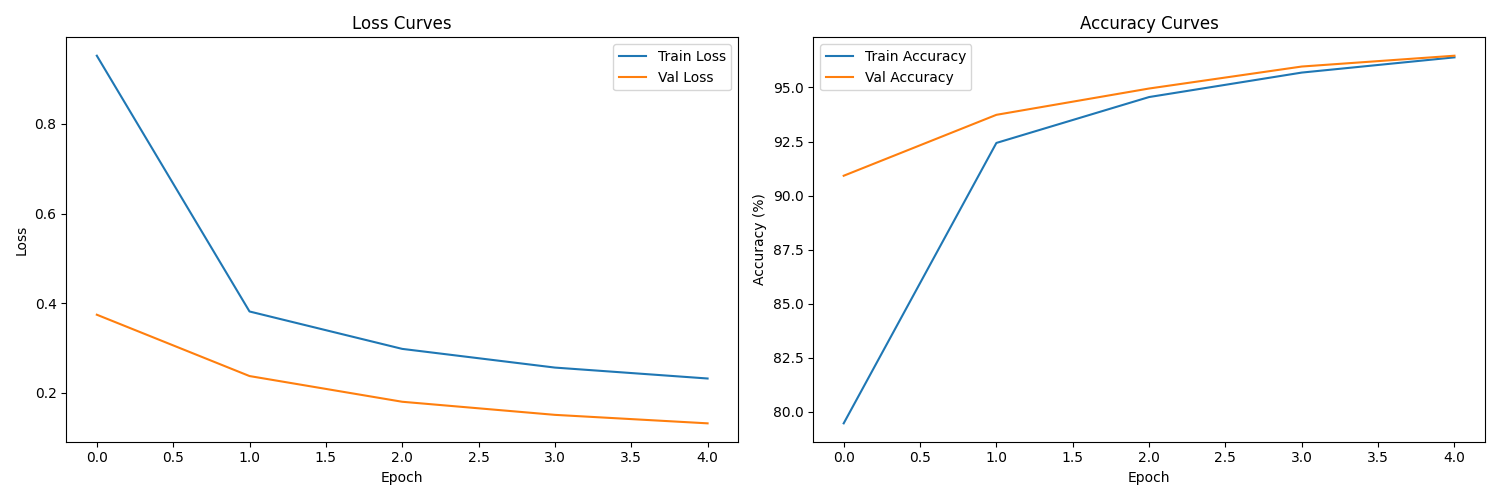 Loss Curves
Train Loss
Val Loss
0.8
0.6
0.4
0.2
Loss
0.0 0.5 1.0 1.5 2.0 2.5 3.0 3.5 4.0
Epoch
Accuracy Curves
Train Accuracy
Val Accuracy
95.0
92.5
90.0
87.5
85.0
82.5
80.0
Accuracy (%)
0.0 0.5 1.0 1.5 2.0 2.5 3.0 3.5 4.0
Epoch